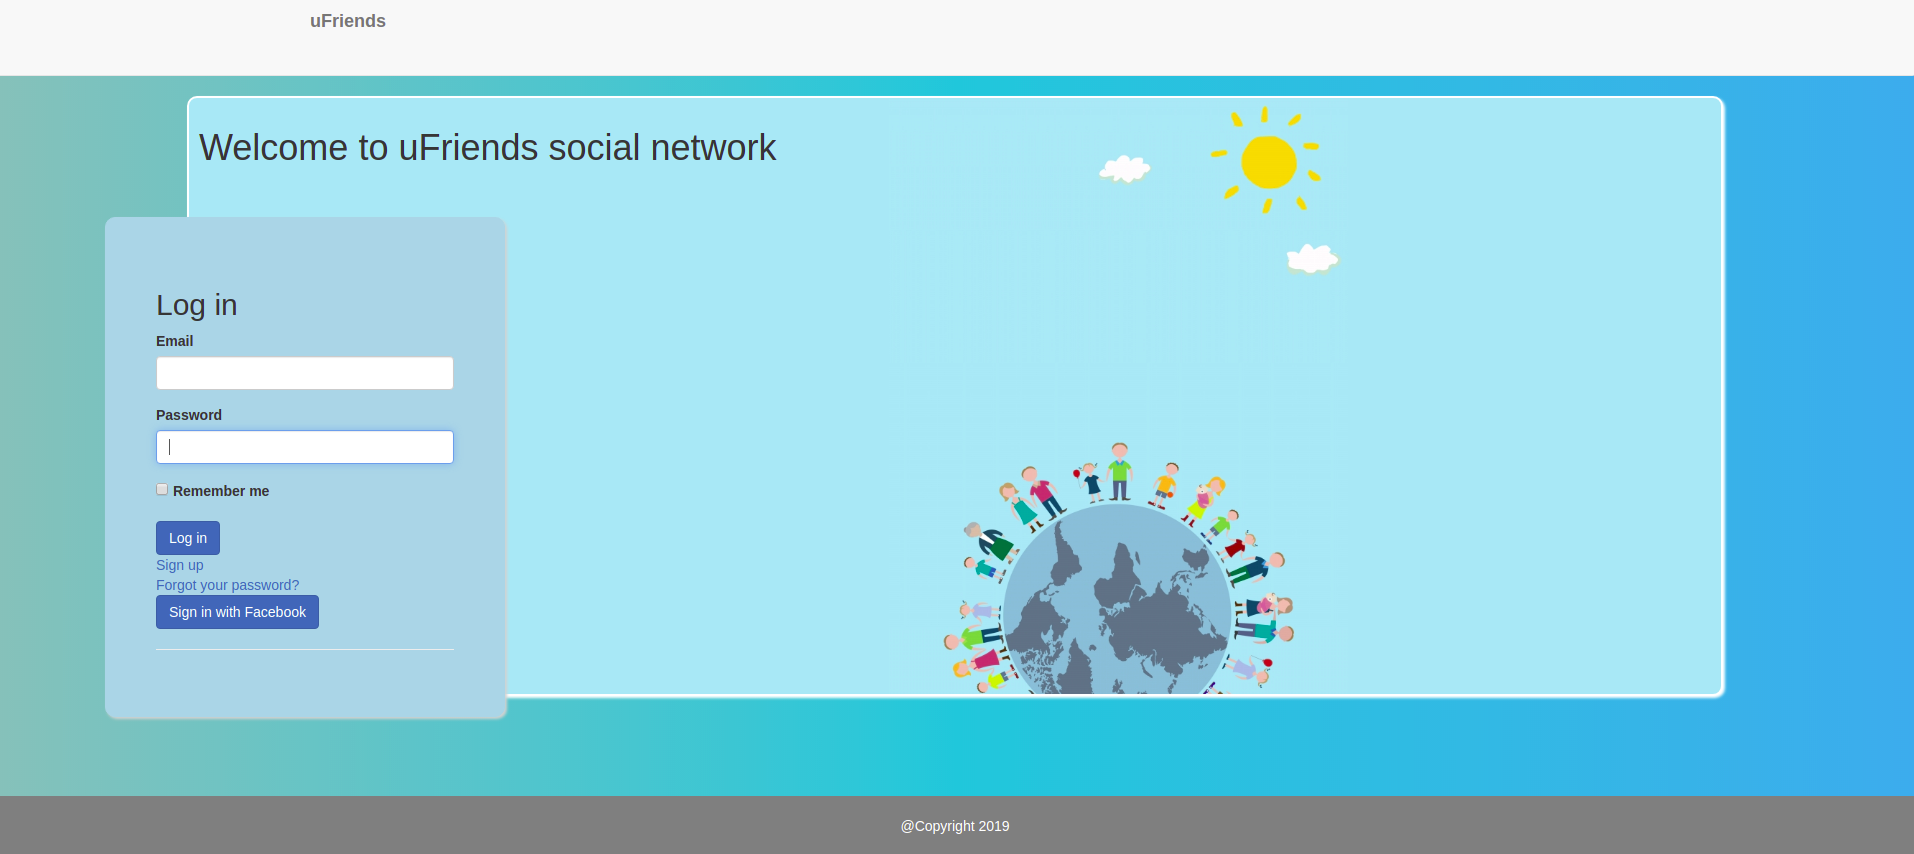 uFriends
Welcome to uFriends social network
Log in
Email
Password
Remember me
Log in
Sign up
Forgot your password?
Sign in with Facebook
@Copyright 2019